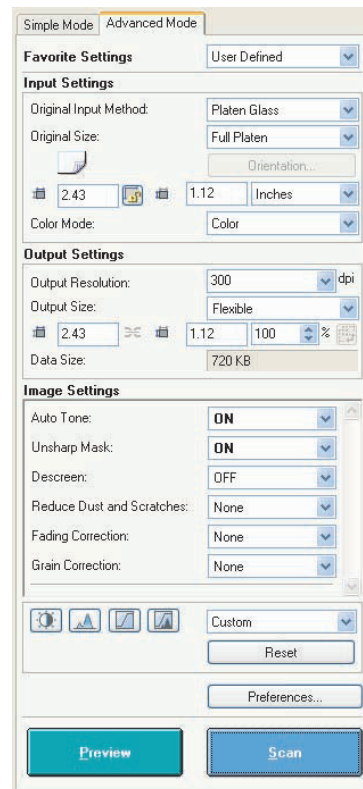 Simple Mode Advanced Mode
Favorite Settings User Defined
Input Settings
Original Input Method: Platen Glass
Original Size: Full Platen
Orientation...
2.43 1.12 Inches
Color Mode: Color
Output Settings
Output Resolution: 300 dpi
Output Size: Flexible
2.43 1.12 100 %
Data Size: 720 KB
Image Settings
Auto Tone: ON
Unsharp Mask: ON
Descreen: OFF
Reduce Dust and Scratches: None
Fading Correction: None
Grain Correction: None
Custom
Reset
Preferences...
Preview Scan